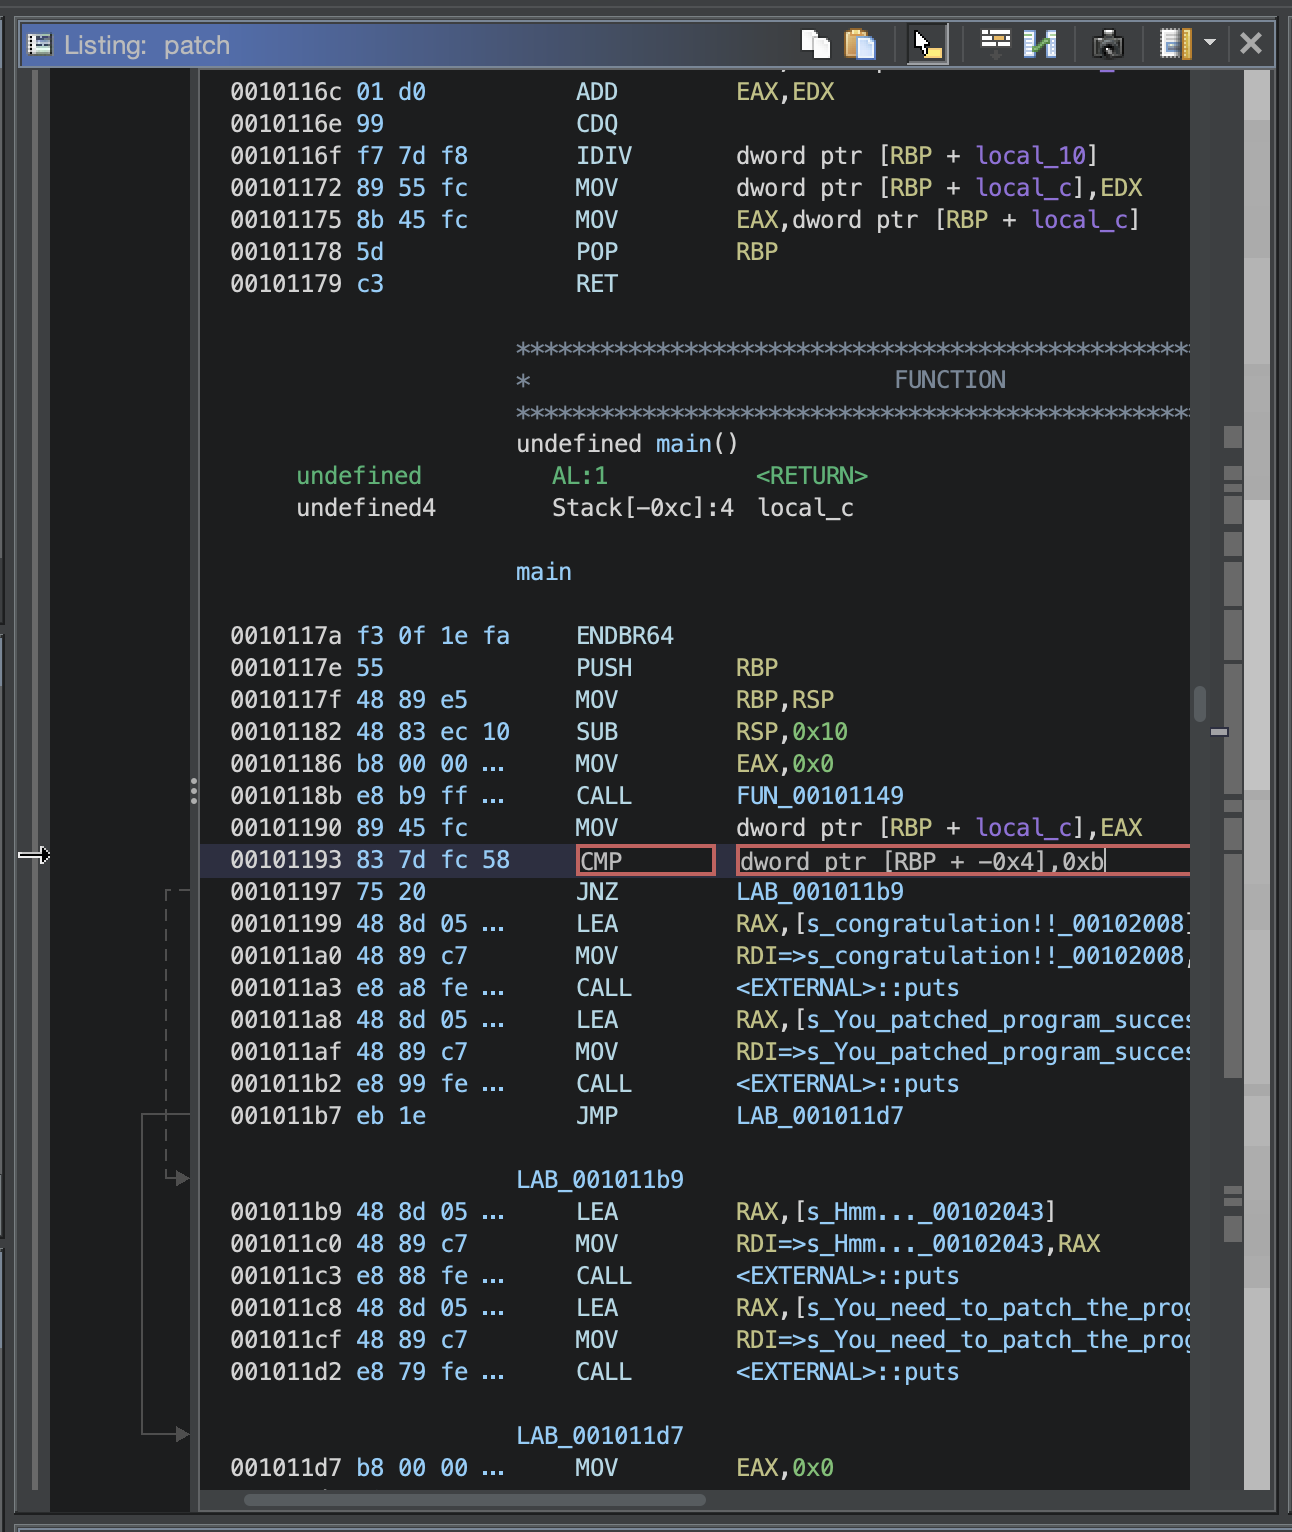 Listing: patch
0010116c 01 d0 ADD EAX,EDX
0010116e 99 CDQ
0010116f f7 7d f8 IDIV dword ptr [RBP + local_10]
00101172 89 55 fc MOV dword ptr [RBP + local_c],EDX
00101175 8b 45 fc MOV EAX,dword ptr [RBP + local_c]
00101178 5d POP RBP
00101179 c3 RET
************************************************
* FUNCTION
************************************************
undefined main()
undefined AL:1 <RETURN>
undefined4 Stack[-0xc]:4 local_c
main
0010117a f3 0f 1e fa ENDBR64
0010117e 55 PUSH RBP
0010117f 48 89 e5 MOV RBP,RSP
00101182 48 83 ec 10 SUB RSP,0x10
00101186 b8 00 00 ... MOV EAX,0x0
0010118b e8 b9 ff ... CALL FUN_00101149
00101190 89 45 fc MOV dword ptr [RBP + local_c],EAX
00101193 83 7d fc 58 CMP dword ptr [RBP + -0x4],0xb
00101197 75 20 JNZ LAB_001011b9
00101199 48 8d 05 ... LEA RAX,[s_congratulation!!_00102008]
001011a0 48 89 c7 MOV RDI=>s_congratulation!!_00102008,
001011a3 e8 a8 fe ... CALL <EXTERNAL>::puts
001011a8 48 8d 05 ... LEA RAX,[s_You_patched_program_succes
001011af 48 89 c7 MOV RDI=>s_You_patched_program_succes
001011b2 e8 99 fe ... CALL <EXTERNAL>::puts
001011b7 eb 1e JMP LAB_001011d7
LAB_001011b9
001011b9 48 8d 05 ... LEA RAX,[s_Hmm..._00102043]
001011c0 48 89 c7 MOV RDI=>s_Hmm..._00102043,RAX
001011c3 e8 88 fe ... CALL <EXTERNAL>::puts
001011c8 48 8d 05 ... LEA RAX,[s_You_need_to_patch_the_prog
001011cf 48 89 c7 MOV RDI=>s_You_need_to_patch_the_prog
001011d2 e8 79 fe ... CALL <EXTERNAL>::puts
LAB_001011d7
001011d7 b8 00 00 ... MOV EAX,0x0